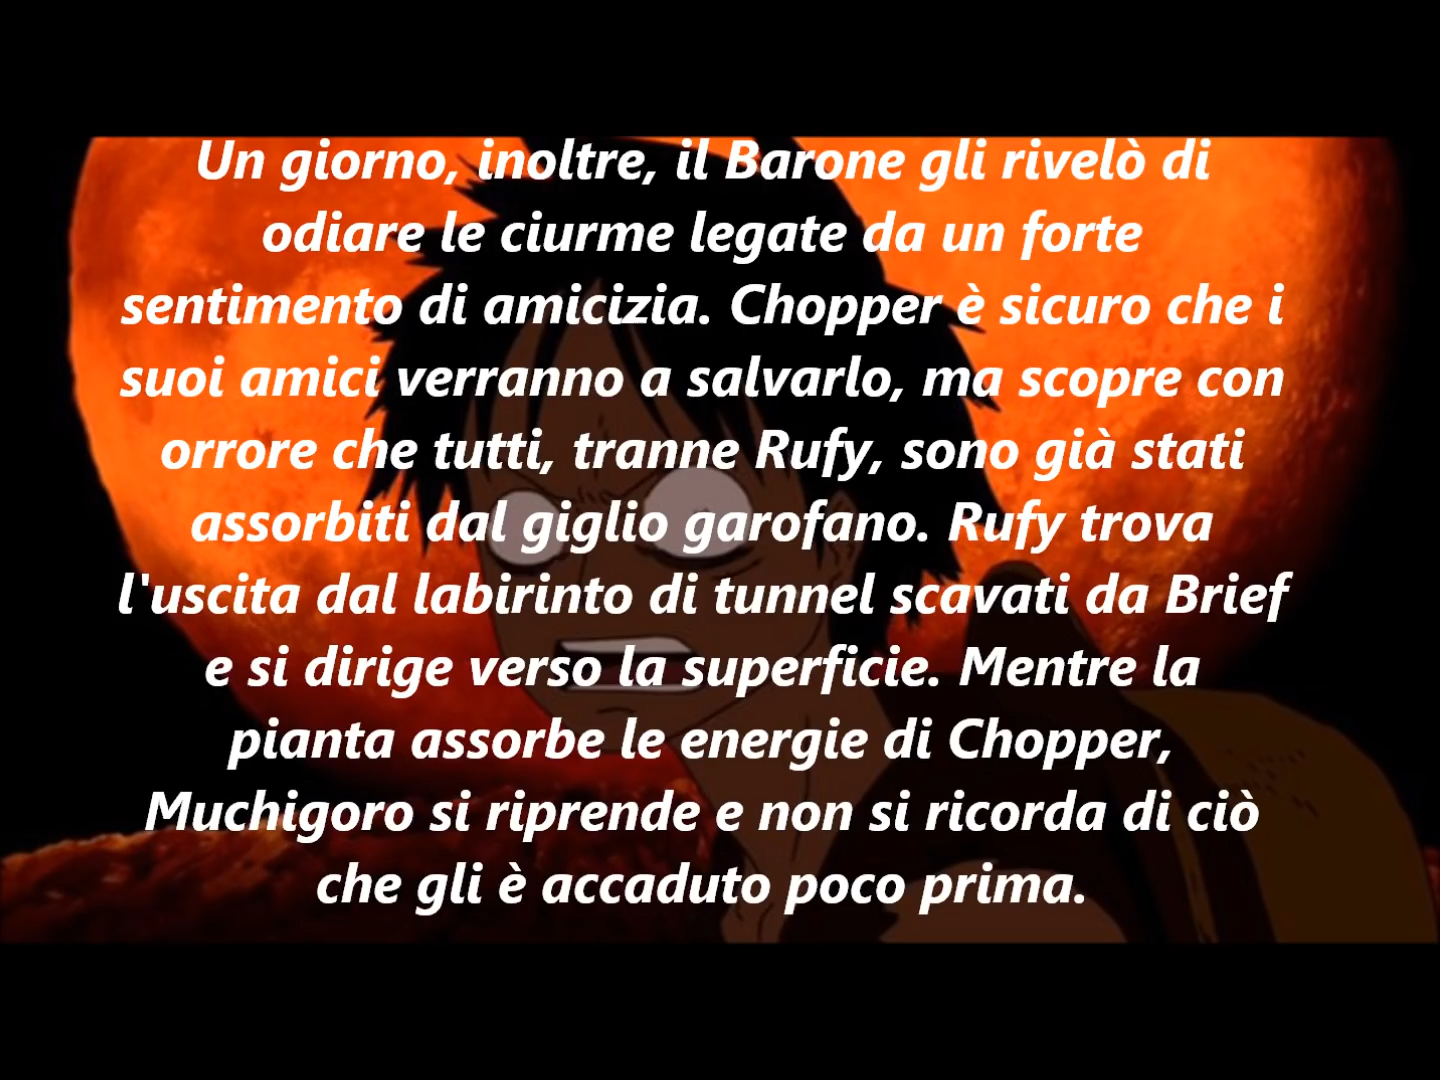 Un giorno, inoltre, il Barone gli rivelò di
odiare le ciurme legate da un forte
sentimento di amicizia. Chopper è sicuro che i
suoi amici verranno a salvarlo, ma scopre con
orrore che tutti, tranne Rufy, sono già stati
assorbiti dal giglio garofano. Rufy trova
l'uscita dal labirinto di tunnel scavati da Brief
e si dirige verso la superficie. Mentre la
pianta assorbe le energie di Chopper,
Muchigoro si riprende e non si ricorda di ciò
che gli è accaduto poco prima.